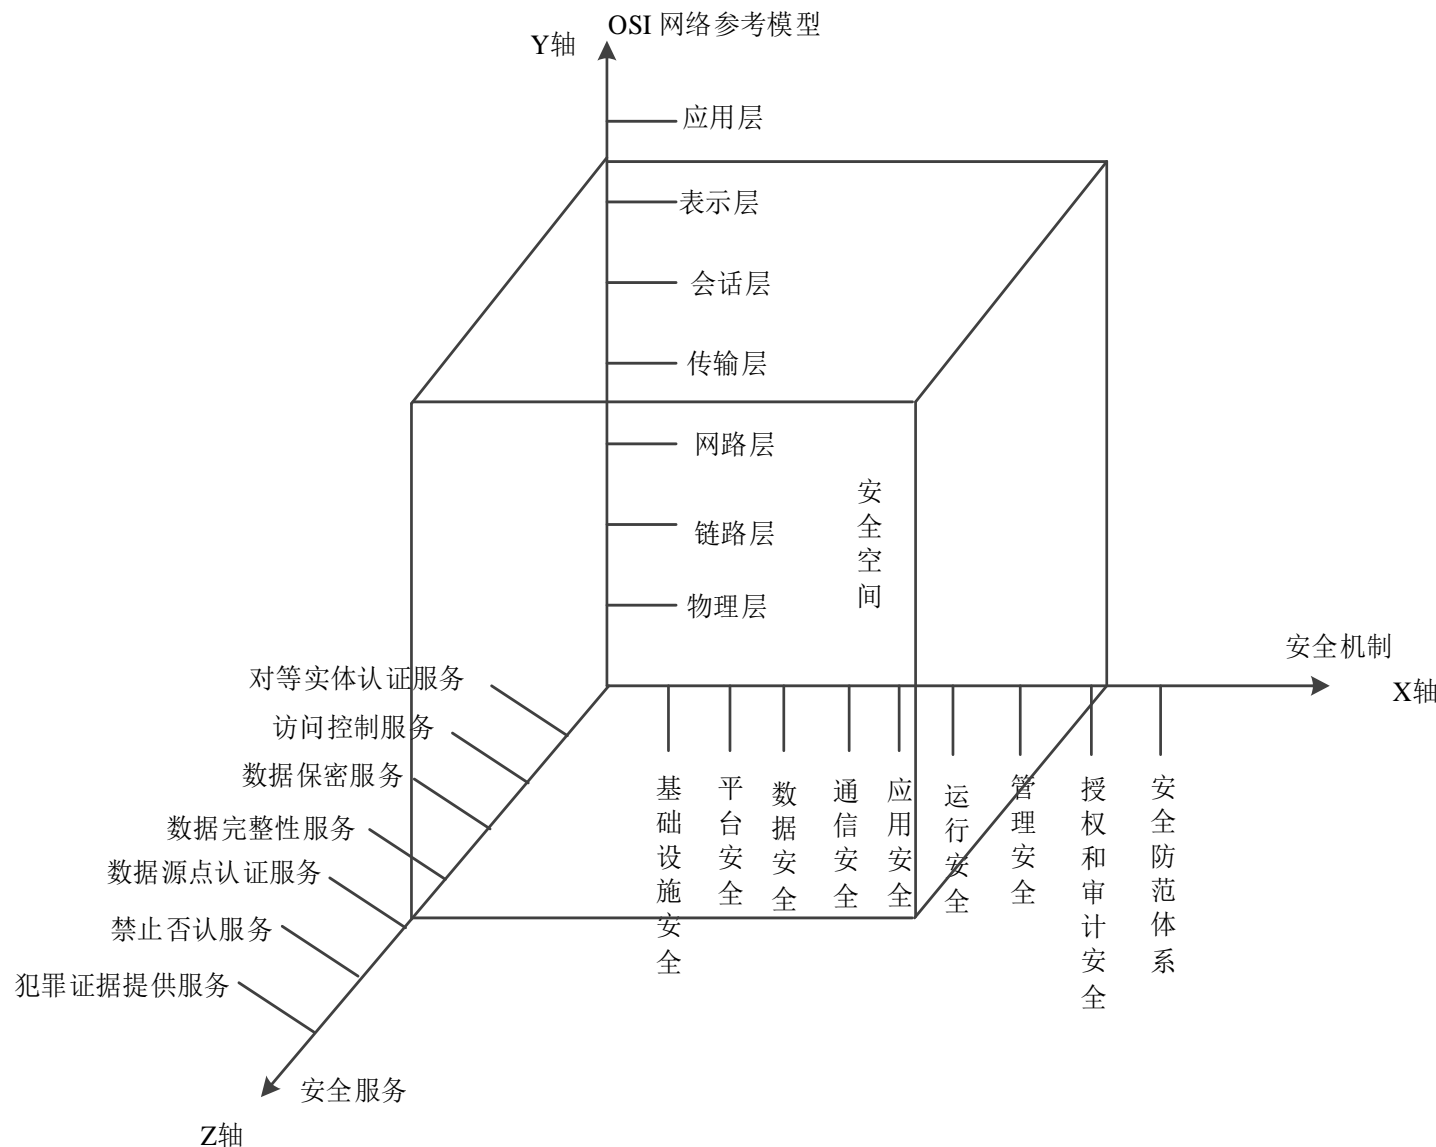 OSI 网络参考模型
Y轴
应用层
表示层
会话层
传输层
网路层
链路层
物理层
安全空间
安全机制
X轴
对等实体认证服务
访问控制服务
数据保密服务
数据完整性服务
数据源点认证服务
禁止否认服务
犯罪证据提供服务
基础设施安全
平台安全
数据安全
通信安全
应用安全
运行安全
管理安全
授权和审计安全
安全防范体系
安全服务
Z轴